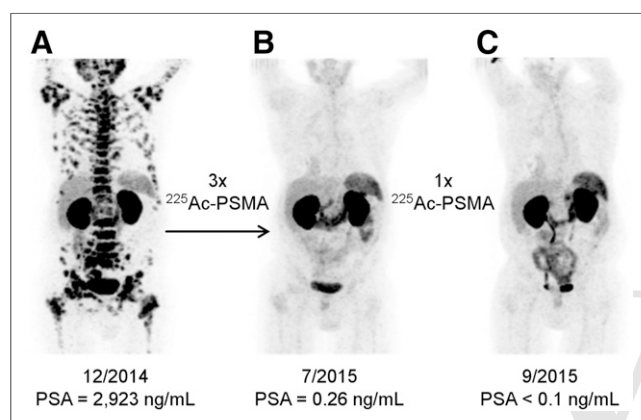 A
B
C
3x
²²⁵Ac-PSMA
1x
²²⁵Ac-PSMA
12/2014
PSA = 2,923 ng/mL
7/2015
PSA = 0.26 ng/mL
9/2015
PSA < 0.1 ng/mL